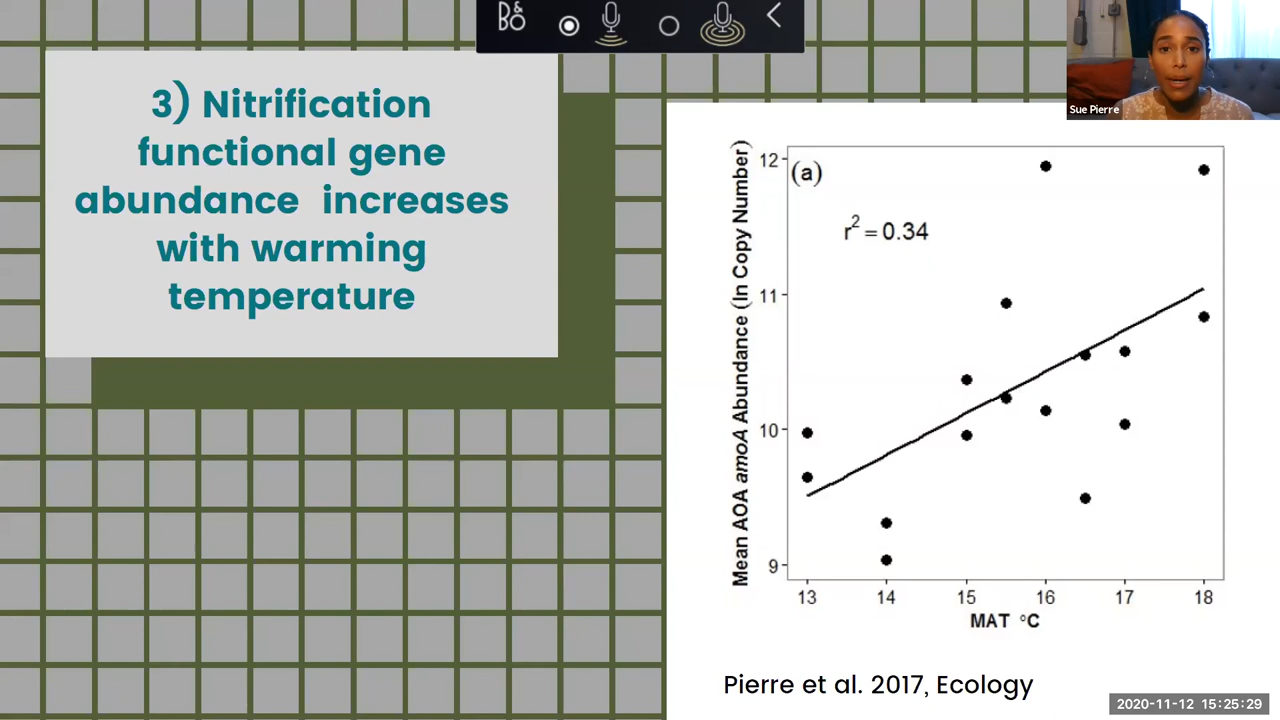 B&
BO
3) Nitrification
functional gene
abundance increases
with warming
temperature
Sue Pierre
(a)
r² = 0.34
Mean AOA amoA Abundance (ln Copy Number)
12
11
10
9
13 14 15 16 17 18
MAT °C
Pierre et al. 2017, Ecology
2020-11-12 15:25:29